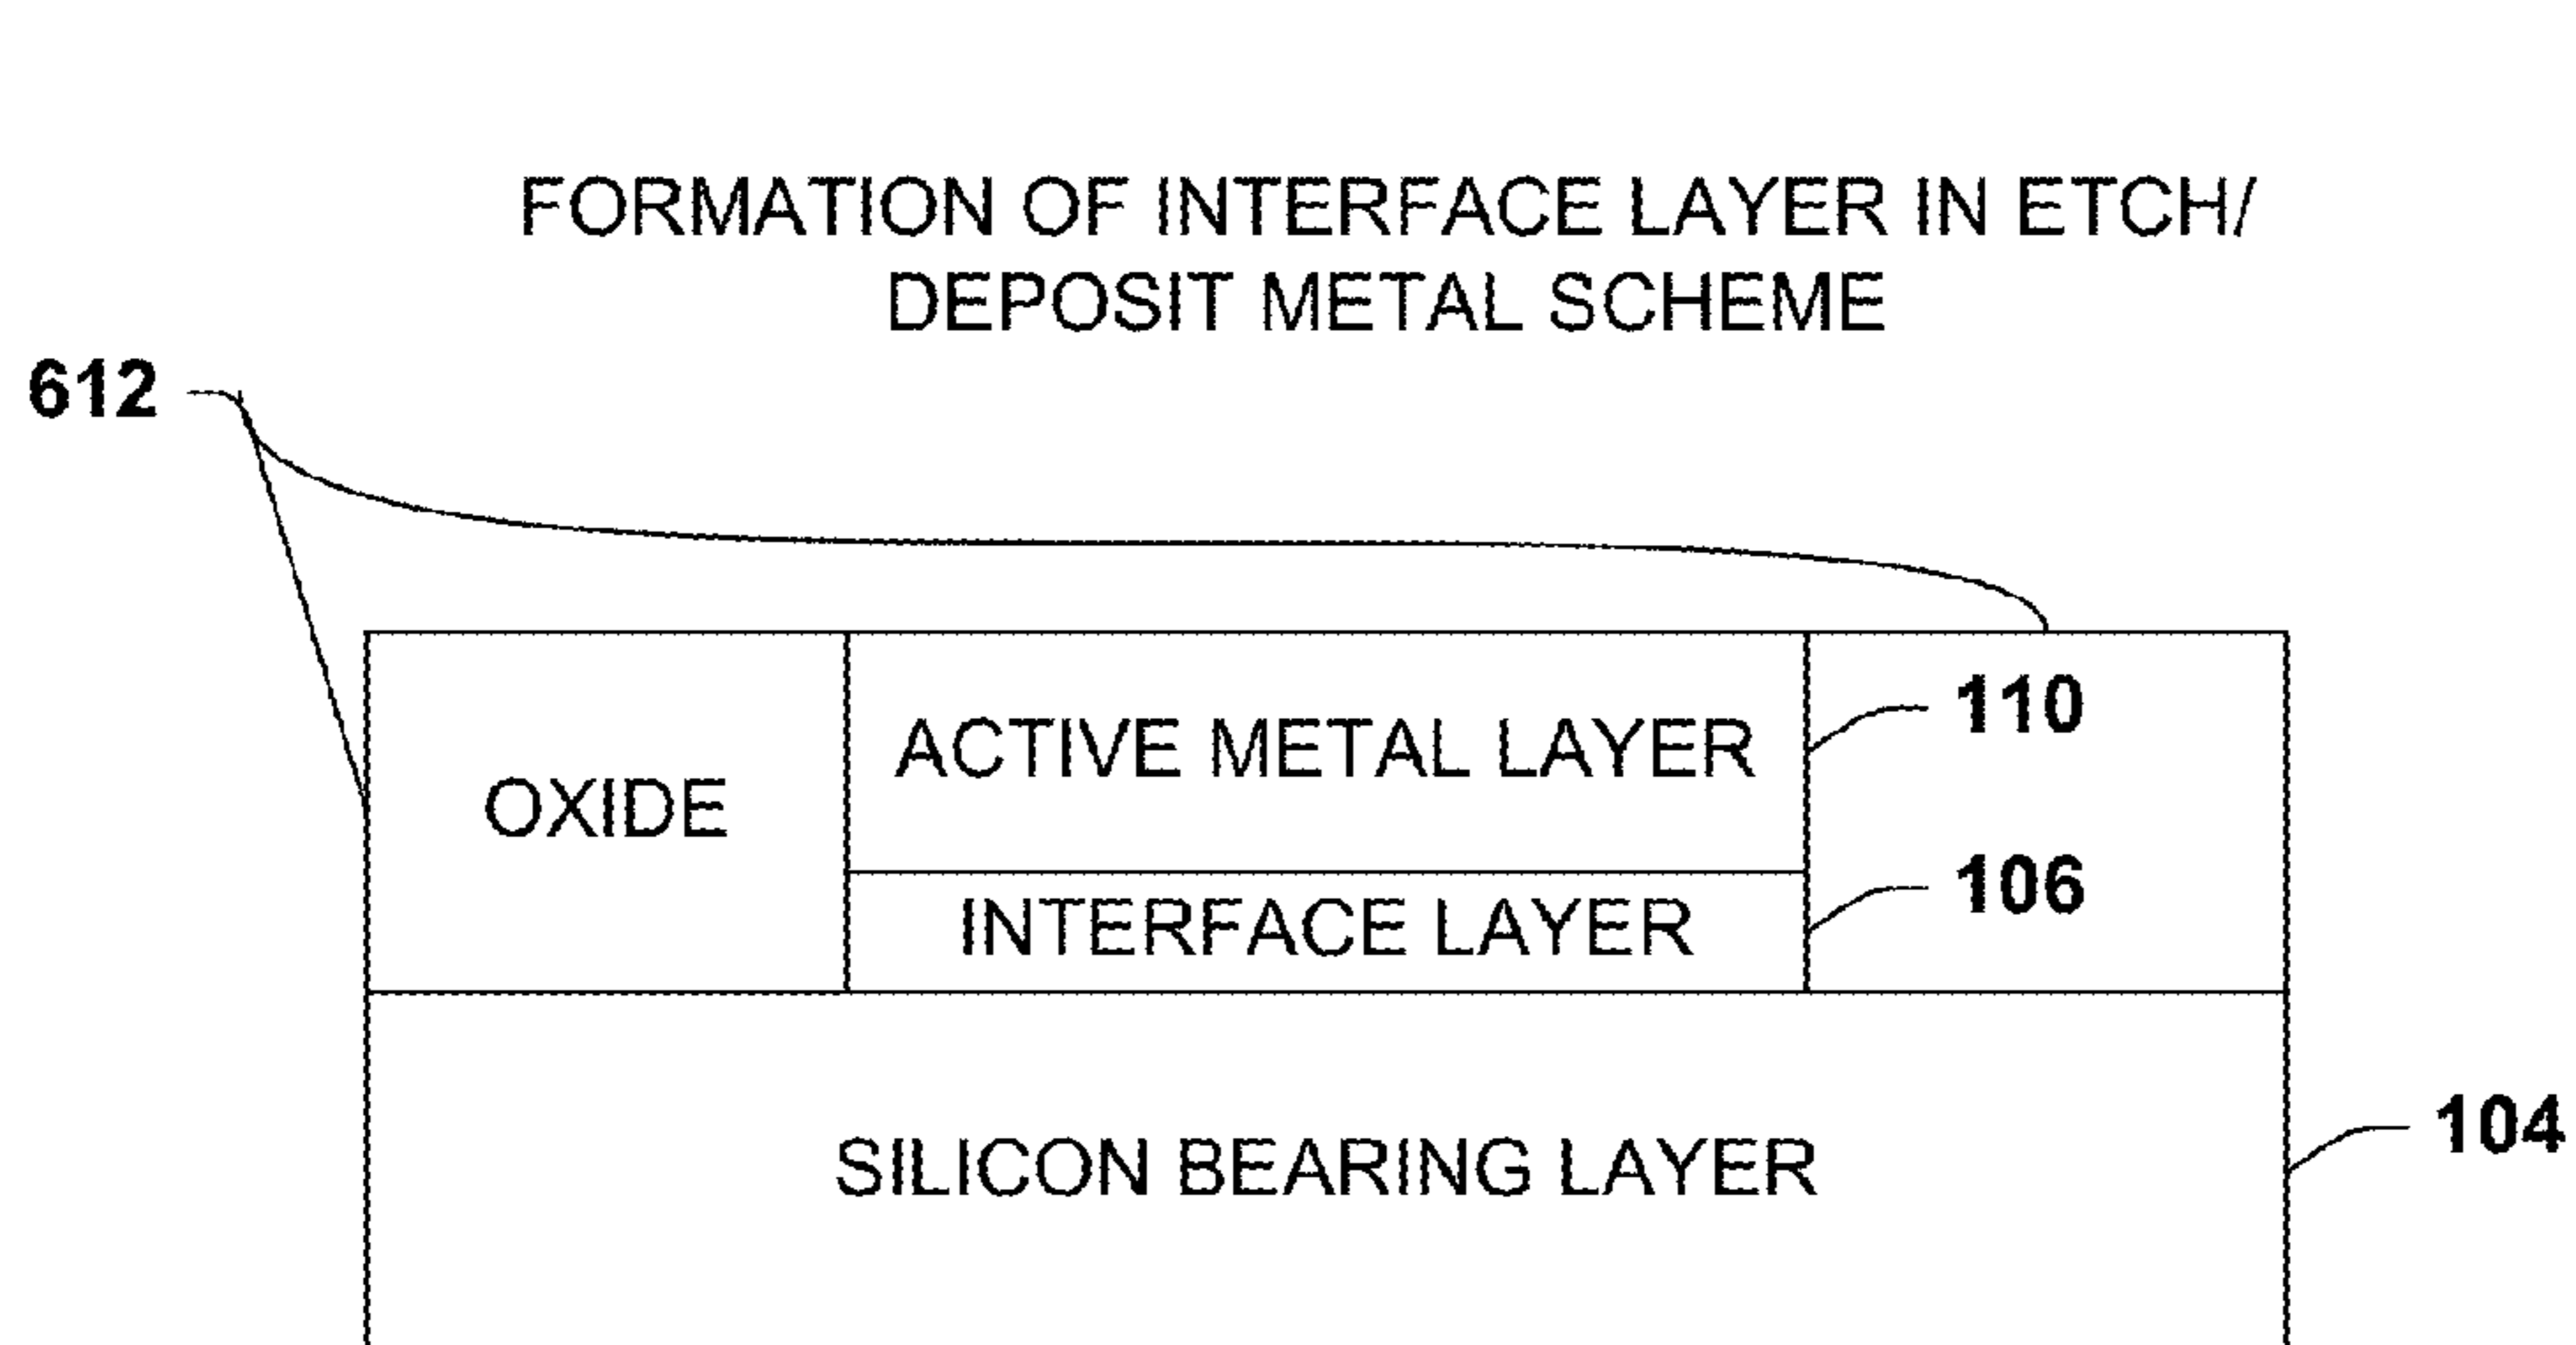 FORMATION OF INTERFACE LAYER IN ETCH/
DEPOSIT METAL SCHEME
612
110
ACTIVE METAL LAYER
OXIDE
106
INTERFACE LAYER
104
SILICON BEARING LAYER